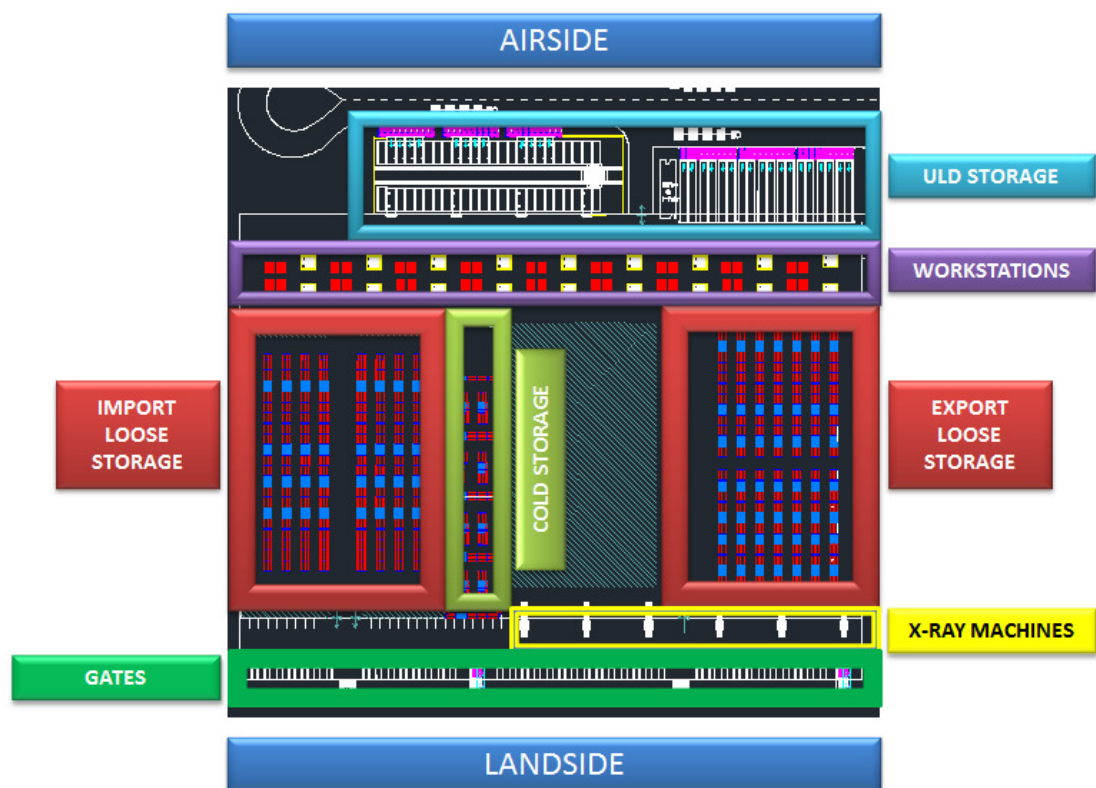 AIRSIDE
ULD STORAGE
WORKSTATIONS
IMPORT
LOOSE
STORAGE
COLD STORAGE
EXPORT
LOOSE
STORAGE
X-RAY MACHINES
GATES
LANDSIDE